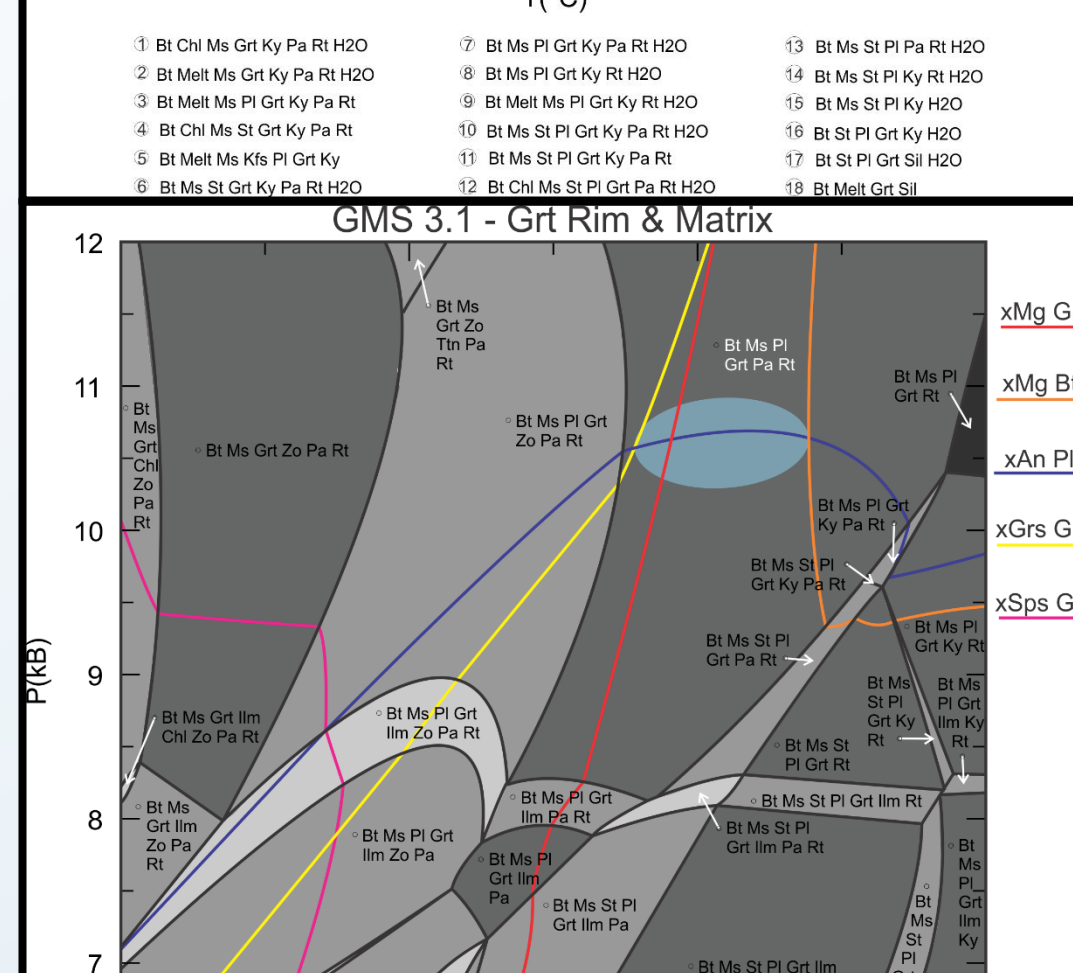 T(°C)
① Bt Chl Ms Grt Ky Pa Rt H2O
② Bt Melt Ms Grt Ky Pa Rt H2O
③ Bt Melt Ms Pl Grt Ky Pa Rt
④ Bt Chl Ms St Grt Ky Pa Rt
⑤ Bt Melt Ms Kfs Pl Grt Ky
⑥ Bt Ms St Grt Ky Pa Rt H2O
⑦ Bt Ms Pl Grt Ky Pa Rt H2O
⑧ Bt Ms Pl Grt Ky Rt H2O
⑨ Bt Melt Ms Pl Grt Ky Rt H2O
⑩ Bt Ms St Pl Grt Ky Pa Rt H2O
⑪ Bt Ms St Pl Grt Ky Pa Rt
⑫ Bt Chl Ms St Pl Grt Pa Rt H2O
⑬ Bt Ms St Pl Pa Rt H2O
⑭ Bt Ms St Pl Ky Rt H2O
⑮ Bt Ms St Pl Ky H2O
⑯ Bt St Pl Grt Ky H2O
⑰ Bt St Pl Grt Sil H2O
⑱ Bt Melt Grt Sil
GMS 3.1 - Grt Rim & Matrix
12
11
10
9
8
7
P(kB)
Bt
Ms
Grt
Chl
Zo
Pa
Rt
Bt Ms Grt Zo Pa Rt
Bt Ms
Grt Zo
Ttn Pa
Rt
Bt Ms Pl Grt
Zo Pa Rt
Bt Ms Pl
Grt Pa Rt
Bt Ms Pl
Grt Rt
Bt Ms Pl Grt
Ky Pa Rt
Bt Ms St Pl
Grt Ky Pa Rt
Bt Ms St Pl
Grt Pa Rt
Bt Ms Pl
Grt Ky Rt
Bt Ms
St Pl
Grt Ky
Rt
Bt Ms
Pl Grt
Ilm Ky
Rt
Bt Ms Grt Ilm
Chl Zo Pa Rt
Bt Ms Pl Grt
Ilm Zo Pa Rt
Bt Ms St
Pl Grt Rt
Bt Ms
Grt Ilm
Zo Pa
Rt
Bt Ms Pl Grt
Ilm Pa Rt
Bt Ms St Pl Grt Ilm Rt
Bt Ms Pl Grt
Ilm Zo Pa
Bt Ms St Pl
Grt Ilm Pa Rt
Bt Ms Pl
Grt Ilm
Pa
Bt Ms St Pl
Grt Ilm Pa
Bt
Ms
Pl
Grt
Ilm
Ky
Bt
Ms
St
Pl
Bt Ms St Pl Grt Ilm
xMg G
xMg Bt
xAn Pl
xGrs G
xSps G